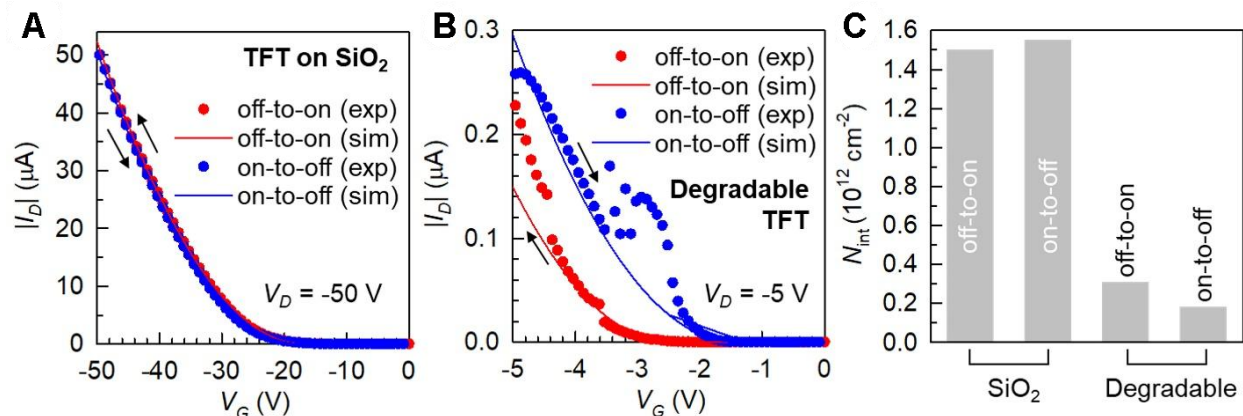 A
TFT on SiO₂
off-to-on (exp)
off-to-on (sim)
on-to-off (exp)
on-to-off (sim)
V_D = -50 V
|I_D| (μA)
50
40
30
20
10
0
-50 -40 -30 -20 -10 0
V_G (V)
B
off-to-on (exp)
off-to-on (sim)
on-to-off (exp)
on-to-off (sim)
Degradable
TFT
V_D = -5 V
|I_D| (μA)
0.3
0.2
0.1
0.0
-5 -4 -3 -2 -1 0
V_G (V)
C
N_int (10¹² cm⁻²)
1.6
1.4
1.2
1.0
0.8
0.6
0.4
0.2
0.0
off-to-on
on-to-off
off-to-on
on-to-off
SiO₂ Degradable